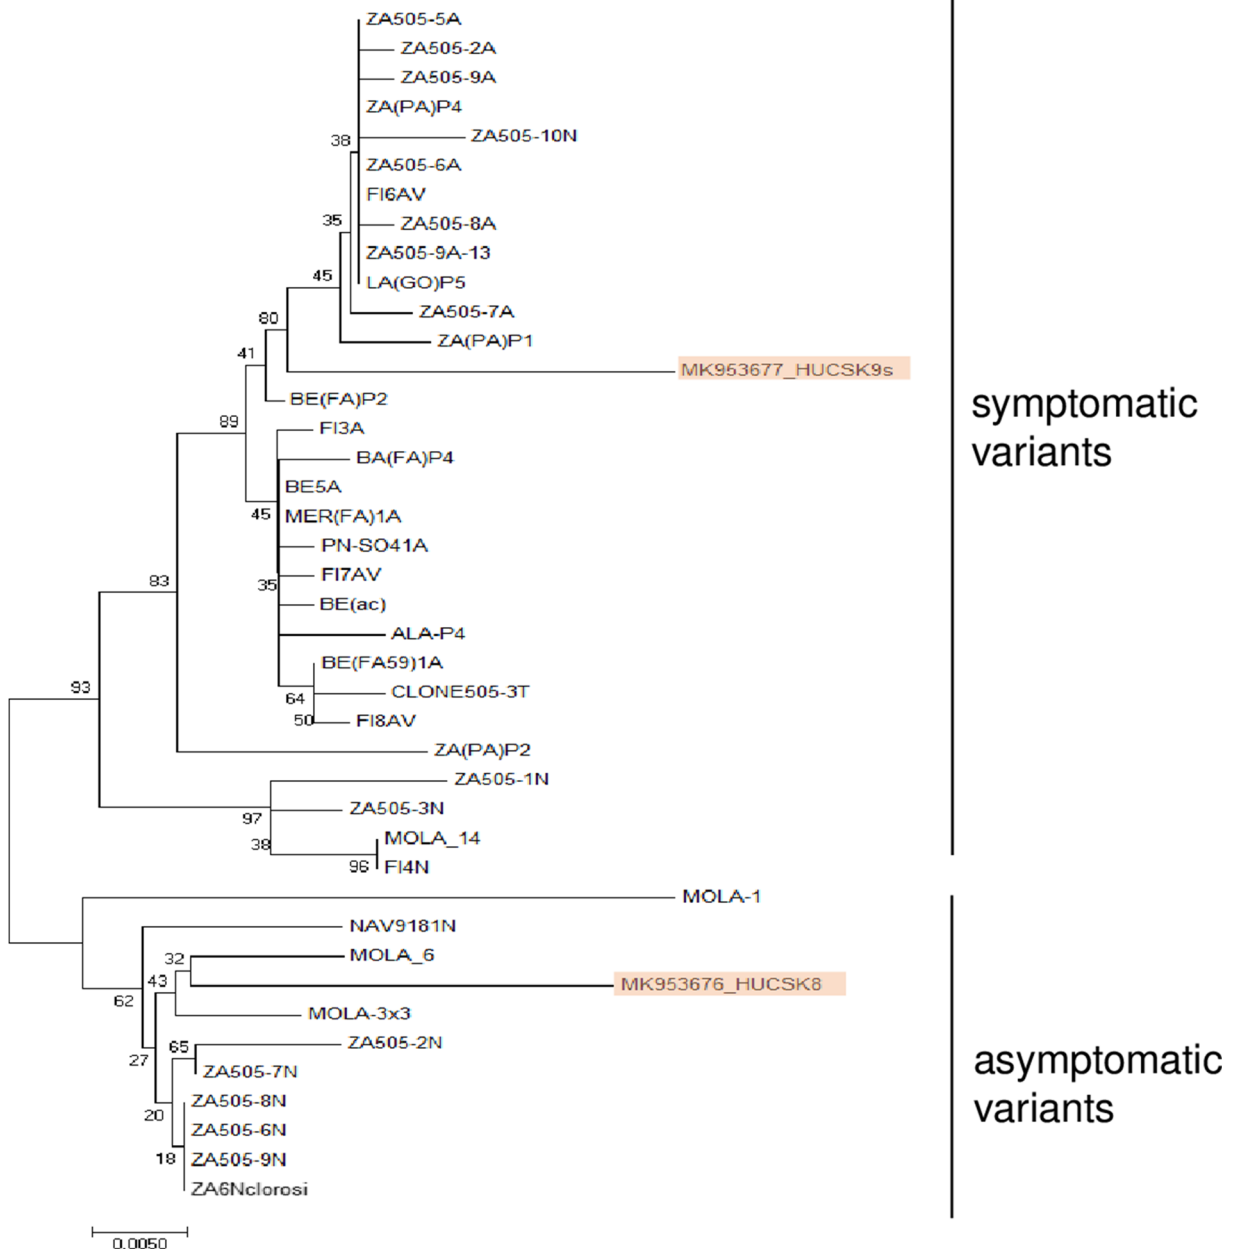 ZA505-5A
ZA505-2A
ZA505-9A
ZA(PA)P4
38
ZA505-10N
ZA505-6A
FI6AV
35
ZA505-8A
ZA505-9A-13
45
LA(GO)P5
ZA505-7A
80
ZA(PA)P1
41
MK953677_HUCSK9s
BE(FA)P2
89
FI3A
BA(FA)P4
BE5A
45
MER(FA)1A
PN-SO41A
83
FI7AV
35
BE(ac)
ALA-P4
BE(FA59)1A
93
64
CLONE505-3T
50
FI8AV
ZA(PA)P2
ZA505-1N
ZA505-3N
97
MOLA_14
38
96
FI4N
symptomatic
variants
MOLA-1
NAV9181N
32
MOLA_6
43
MK953676_HUCSK8
62
MOLA-3x3
65
ZA505-2N
27
ZA505-7N
ZA505-8N
20
ZA505-6N
18
ZA505-9N
ZA6Nclorosi
asymptomatic
variants
0.0050